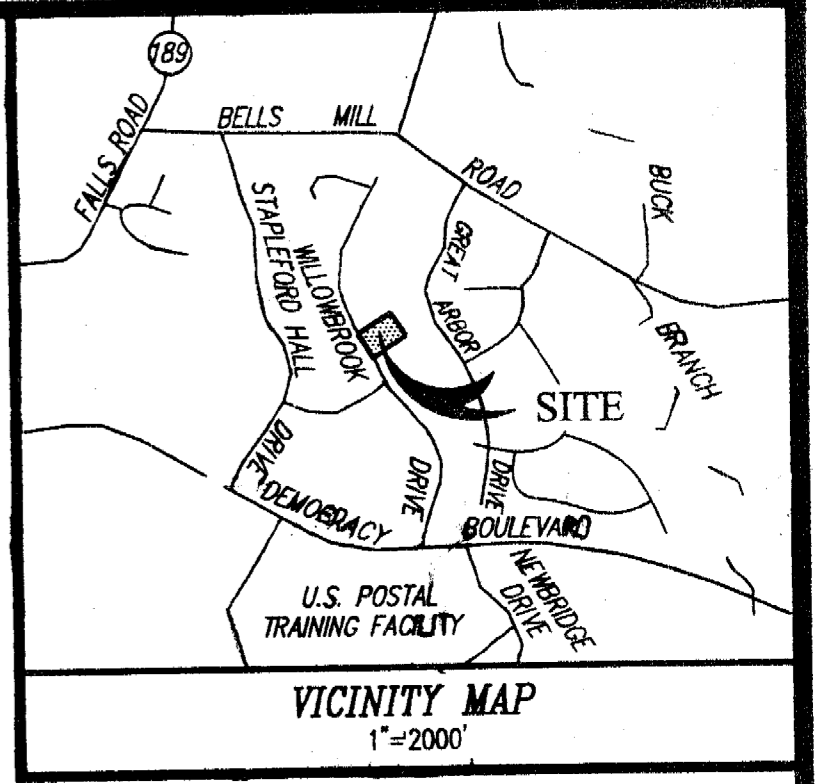 189
FALLS ROAD
BELLS MILL
ROAD
BUCK
BRANCH
STAPLEFORD HALL
DRIVE
WILLOWBROOK
DRIVE
GREAT
ARBOR
DRIVE
SITE
DEMOCRACY
BOULEVARD
NEWBRIDGE
DRIVE
U.S. POSTAL
TRAINING FACILITY
VICINITY MAP
1"=2000'